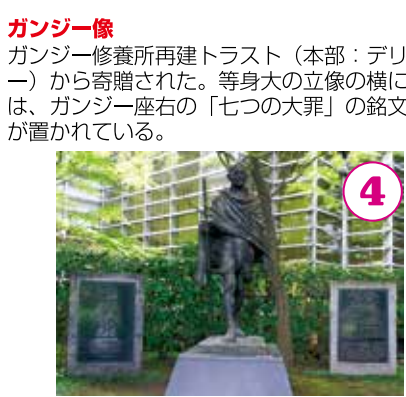 ガンジー像
ガンジー修養所再建トラスト（本部：デリ
ー）から寄贈された。等身大の立像の横に
は、ガンジー座右の「七つの大罪」の銘文
が置かれている。
4